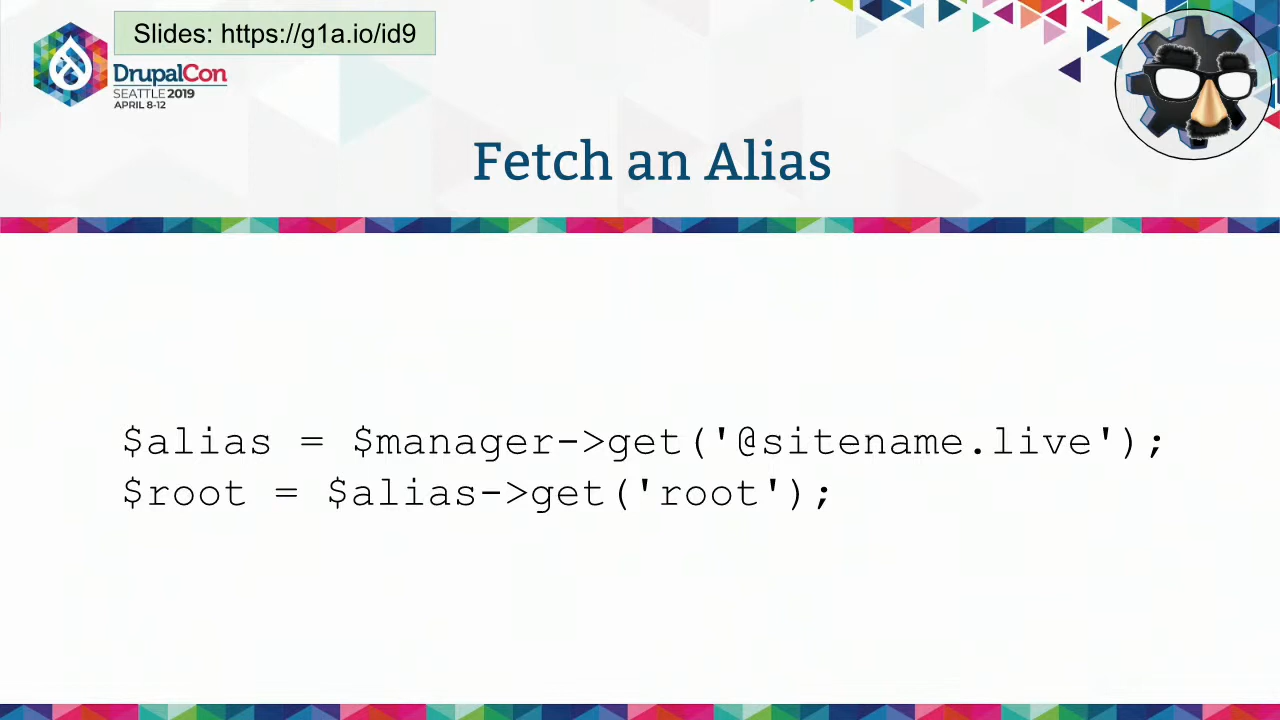 Slides: https://g1a.io/id9
DrupalCon
SEATTLE 2019
APRIL 8-12
Fetch an Alias
$alias = $manager->get('@sitename.live');
$root = $alias->get('root');